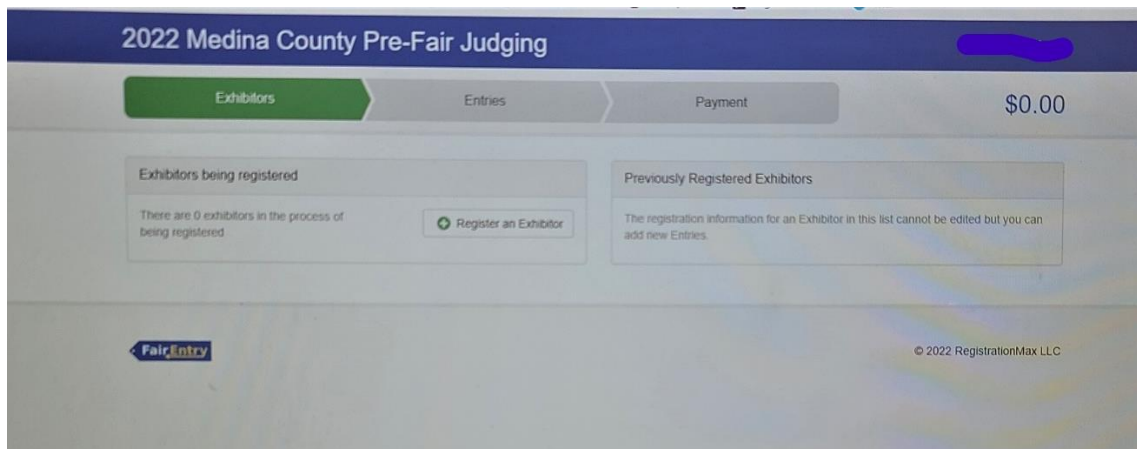 2022 Medina County Pre-Fair Judging
Exhibitors
Entries
Payment
$0.00
Exhibitors being registered
There are 0 exhibitors in the process of
being registered.
Register an Exhibitor
Previously Registered Exhibitors
The registration information for an Exhibitor in this list cannot be edited but you can
add new Entries.
FairEntry
© 2022 RegistrationMax LLC